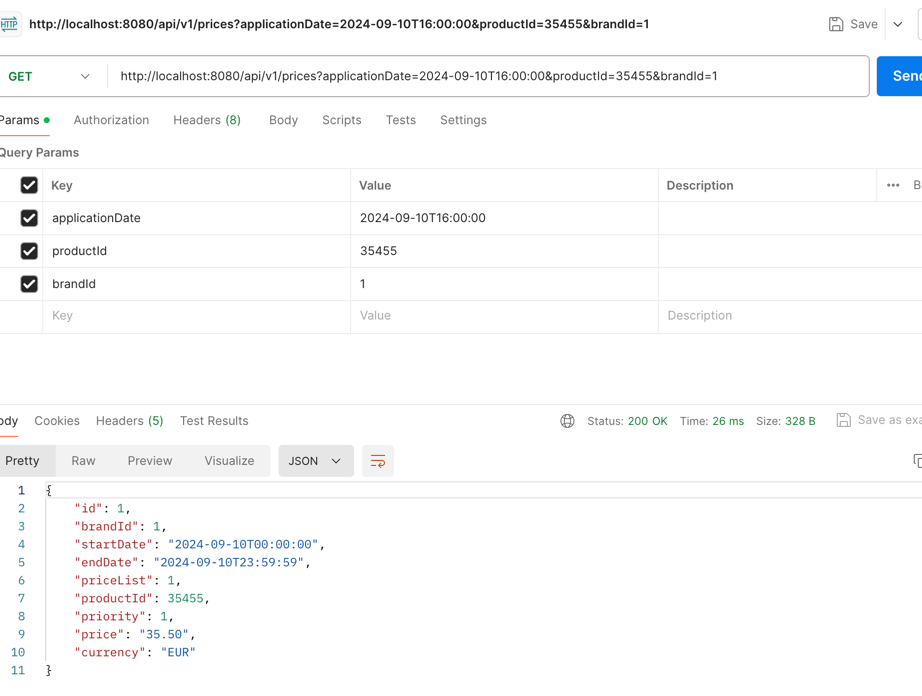 HTTP http://localhost:8080/api/v1/prices?applicationDate=2024-09-10T16:00:00&productId=35455&brandId=1 Save
GET http://localhost:8080/api/v1/prices?applicationDate=2024-09-10T16:00:00&productId=35455&brandId=1 Send
Params Authorization Headers (8) Body Scripts Tests Settings
Query Params
Key Value Description ••• B
applicationDate 2024-09-10T16:00:00
productId 35455
brandId 1
Key Value Description
ody Cookies Headers (5) Test Results Status: 200 OK Time: 26 ms Size: 328 B Save as exa
Pretty Raw Preview Visualize JSON
1 {
2 "id": 1,
3 "brandId": 1,
4 "startDate": "2024-09-10T00:00:00",
5 "endDate": "2024-09-10T23:59:59",
6 "priceList": 1,
7 "productId": 35455,
8 "priority": 1,
9 "price": "35.50",
10 "currency": "EUR"
11 }